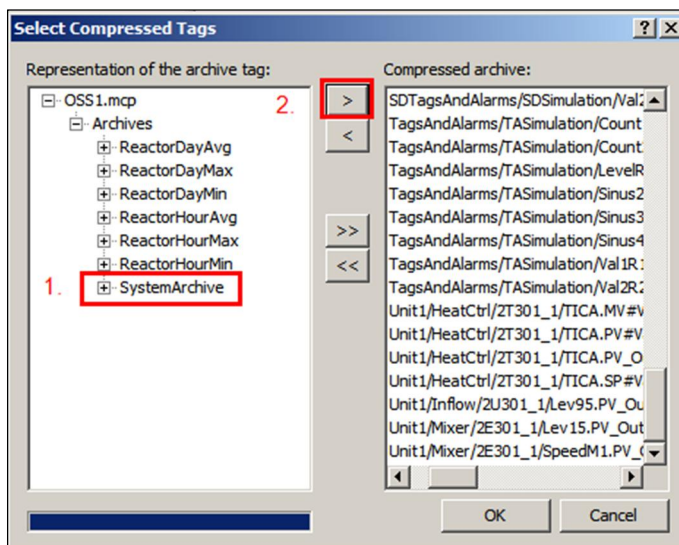 Select Compressed Tags
Representation of the archive tag:
OSS1.mcp
Archives
ReactorDayAvg
ReactorDayMax
ReactorDayMin
ReactorHourAvg
ReactorHourMax
ReactorHourMin
1. SystemArchive
2. >
<
>>
<<
Compressed archive:
SDTagsAndAlarms/SDSimulation/Val2
TagsAndAlarms/TASimulation/Count
TagsAndAlarms/TASimulation/Count
TagsAndAlarms/TASimulation/LevelR
TagsAndAlarms/TASimulation/Sinus2
TagsAndAlarms/TASimulation/Sinus3
TagsAndAlarms/TASimulation/Sinus4
TagsAndAlarms/TASimulation/Val1R1
TagsAndAlarms/TASimulation/Val2R2
Unit1/HeatCtrl/2T301_1/TICA.MV#V
Unit1/HeatCtrl/2T301_1/TICA.PV#V
Unit1/HeatCtrl/2T301_1/TICA.PV_O
Unit1/HeatCtrl/2T301_1/TICA.SP#V
Unit1/Inflow/2U301_1/Lev95.PV_Ou
Unit1/Mixer/2E301_1/Lev15.PV_Out
Unit1/Mixer/2E301_1/SpeedM1.PV_
OK
Cancel